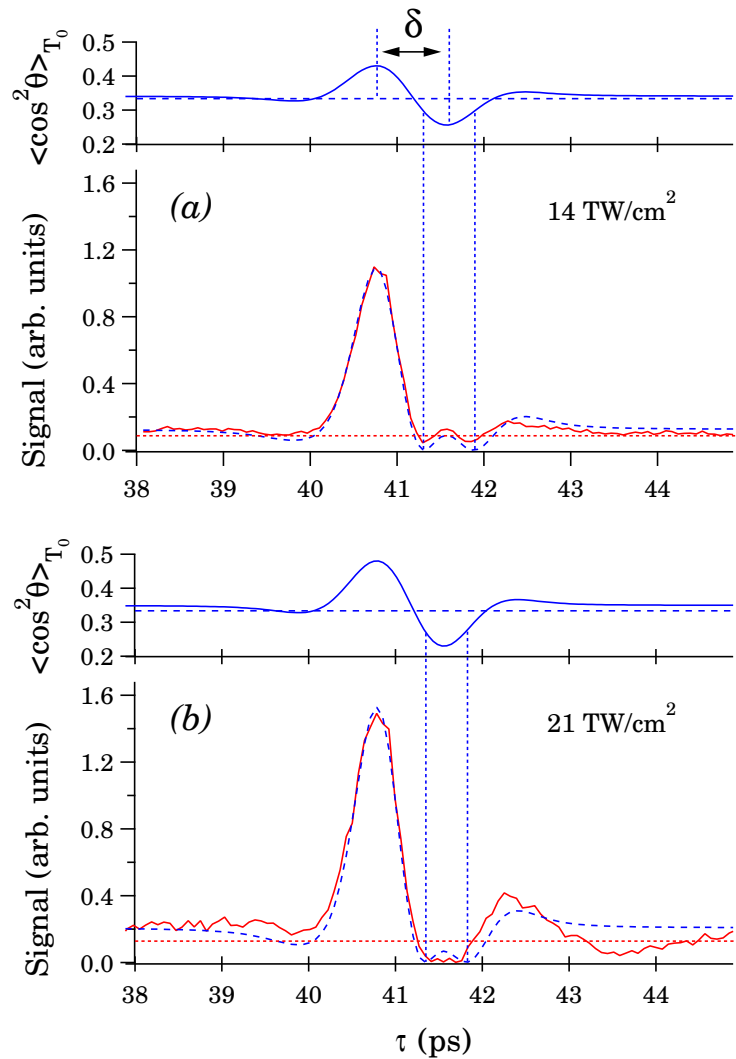 δ
<cos²θ>T₀
0.5
0.4
0.3
0.2
(a)
14 TW/cm²
Signal (arb. units)
1.6
1.2
0.8
0.4
0.0
38 39 40 41 42 43 44
<cos²θ>T₀
0.5
0.4
0.3
0.2
(b)
21 TW/cm²
Signal (arb. units)
1.6
1.2
0.8
0.4
0.0
38 39 40 41 42 43 44
τ (ps)